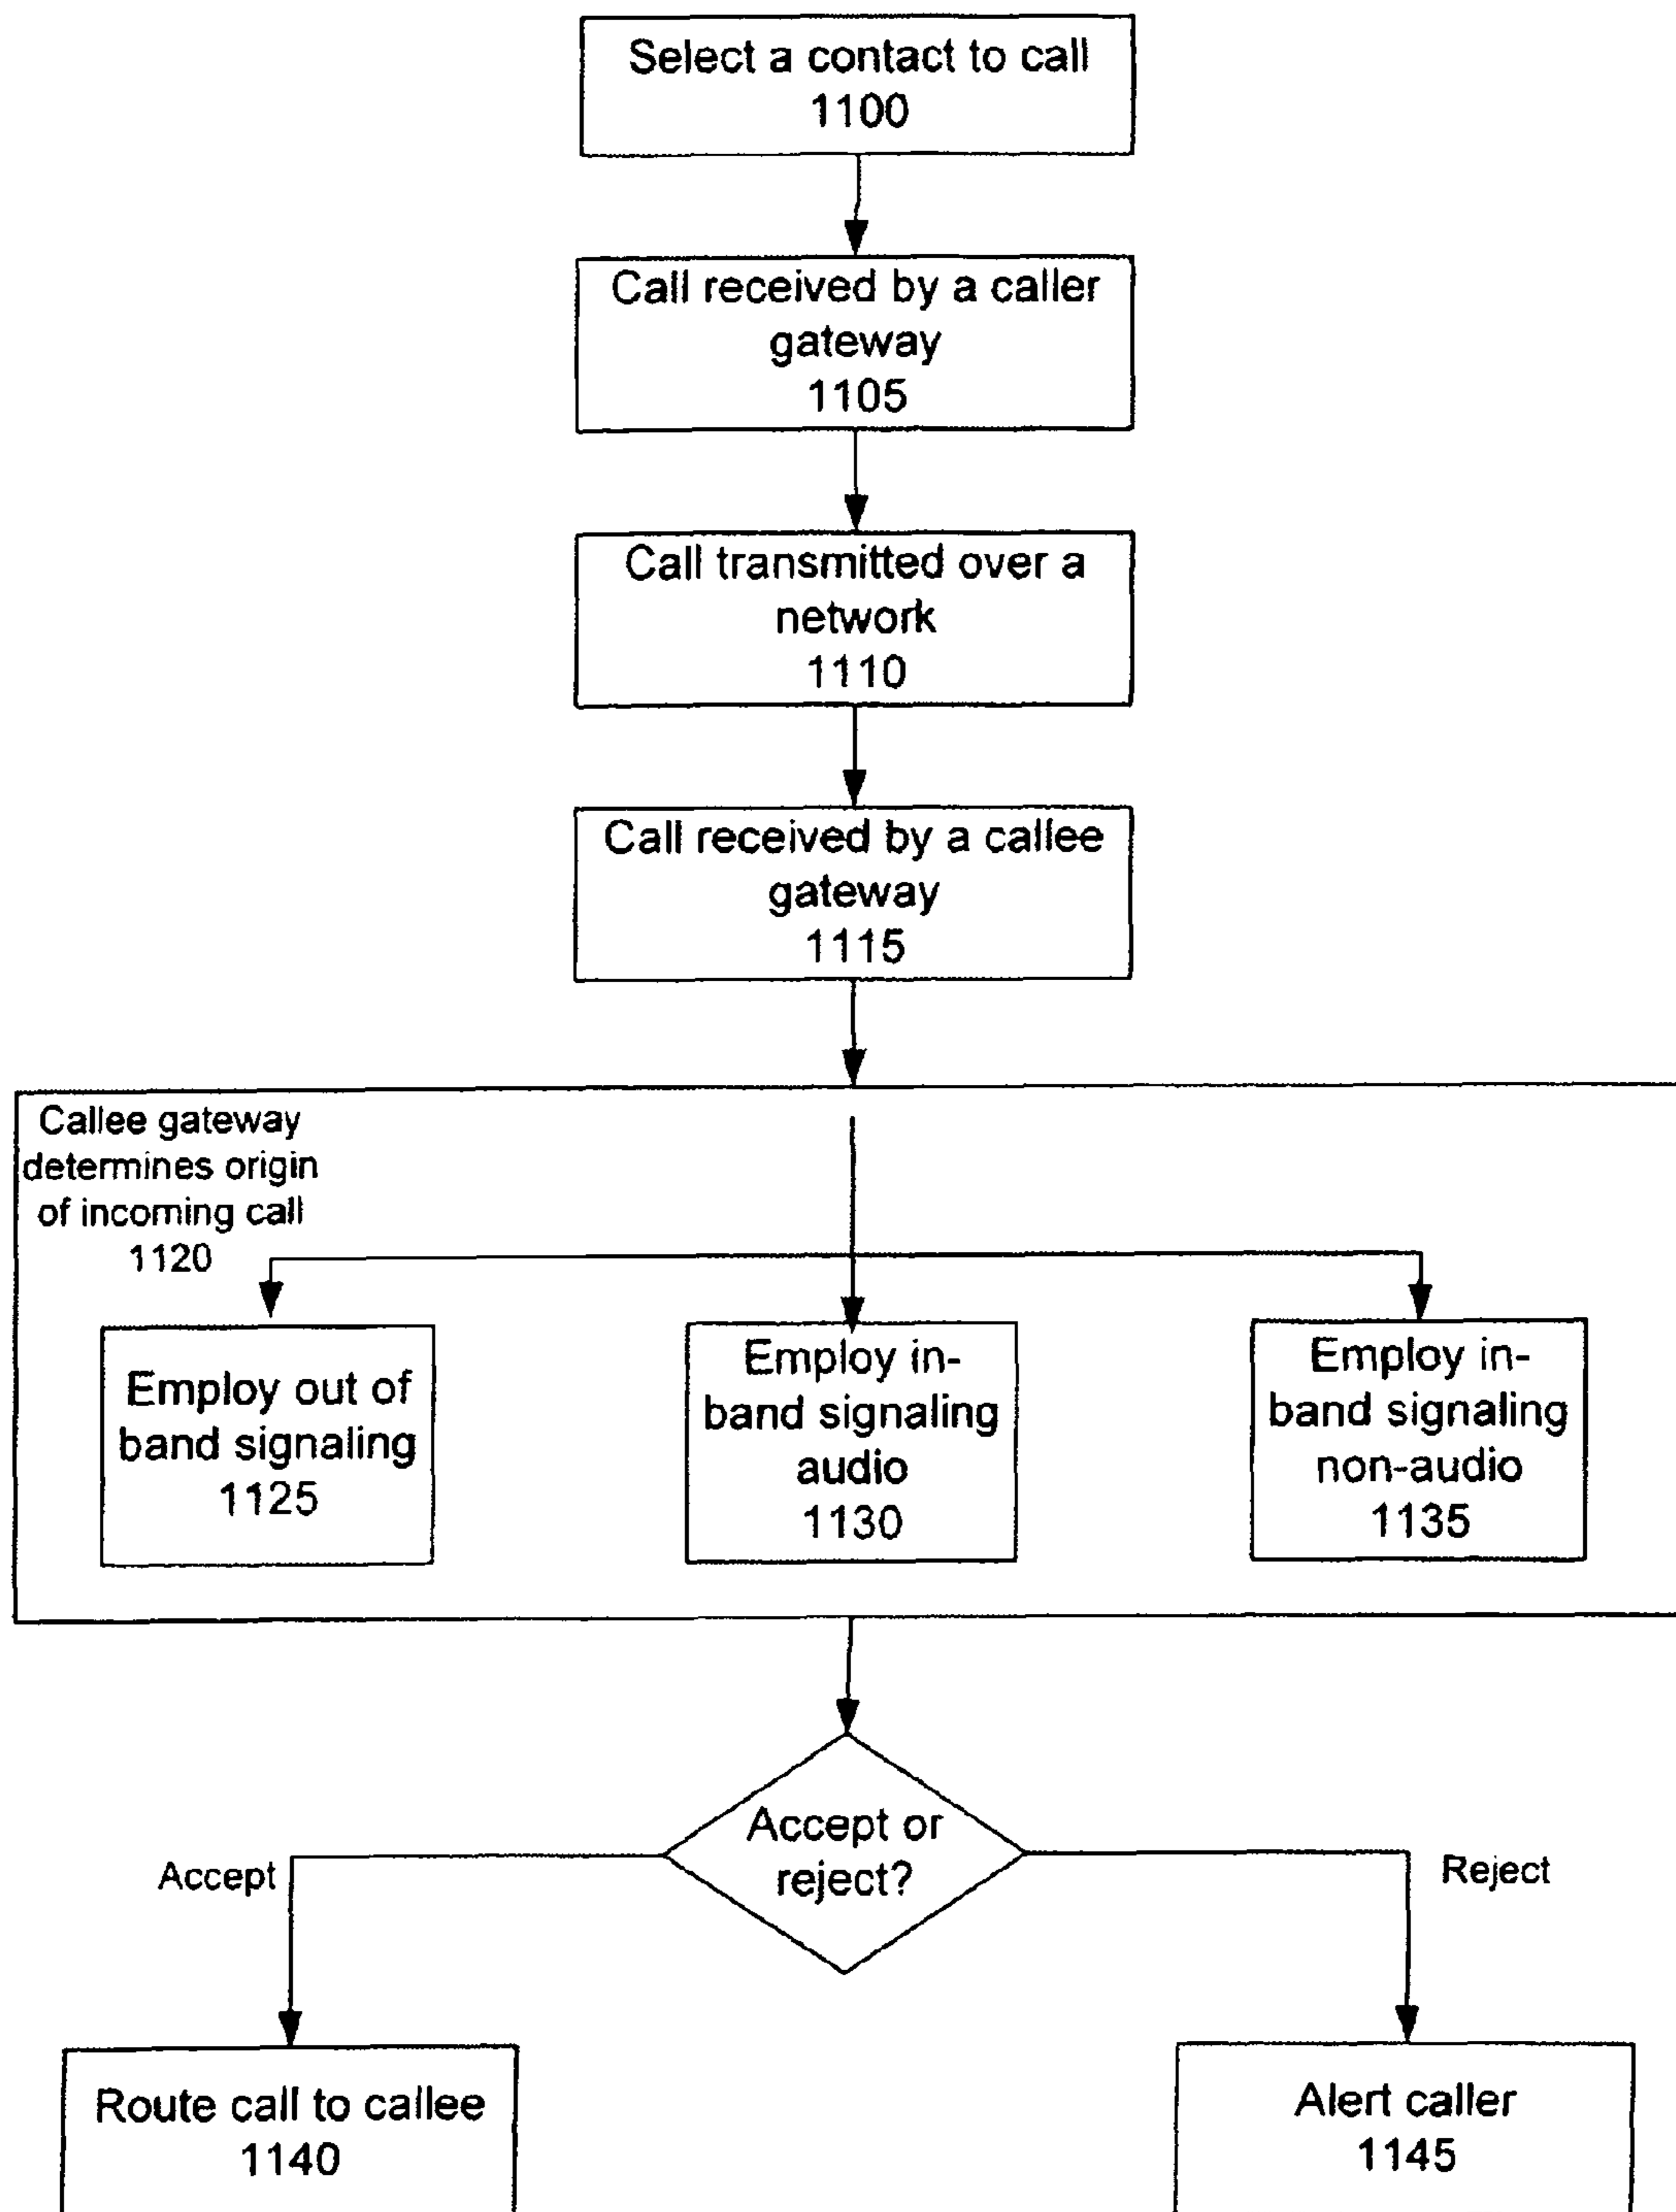 Select a contact to call
1100
Call received by a caller
gateway
1105
Call transmitted over a
network
1110
Call received by a callee
gateway
1115
Callee gateway
determines origin
of incoming call
1120
Employ out of
band signaling
1125
Employ in-
band signaling
audio
1130
Employ in-
band signaling
non-audio
1135
Accept or
reject?
Accept
Reject
Route call to callee
1140
Alert caller
1145